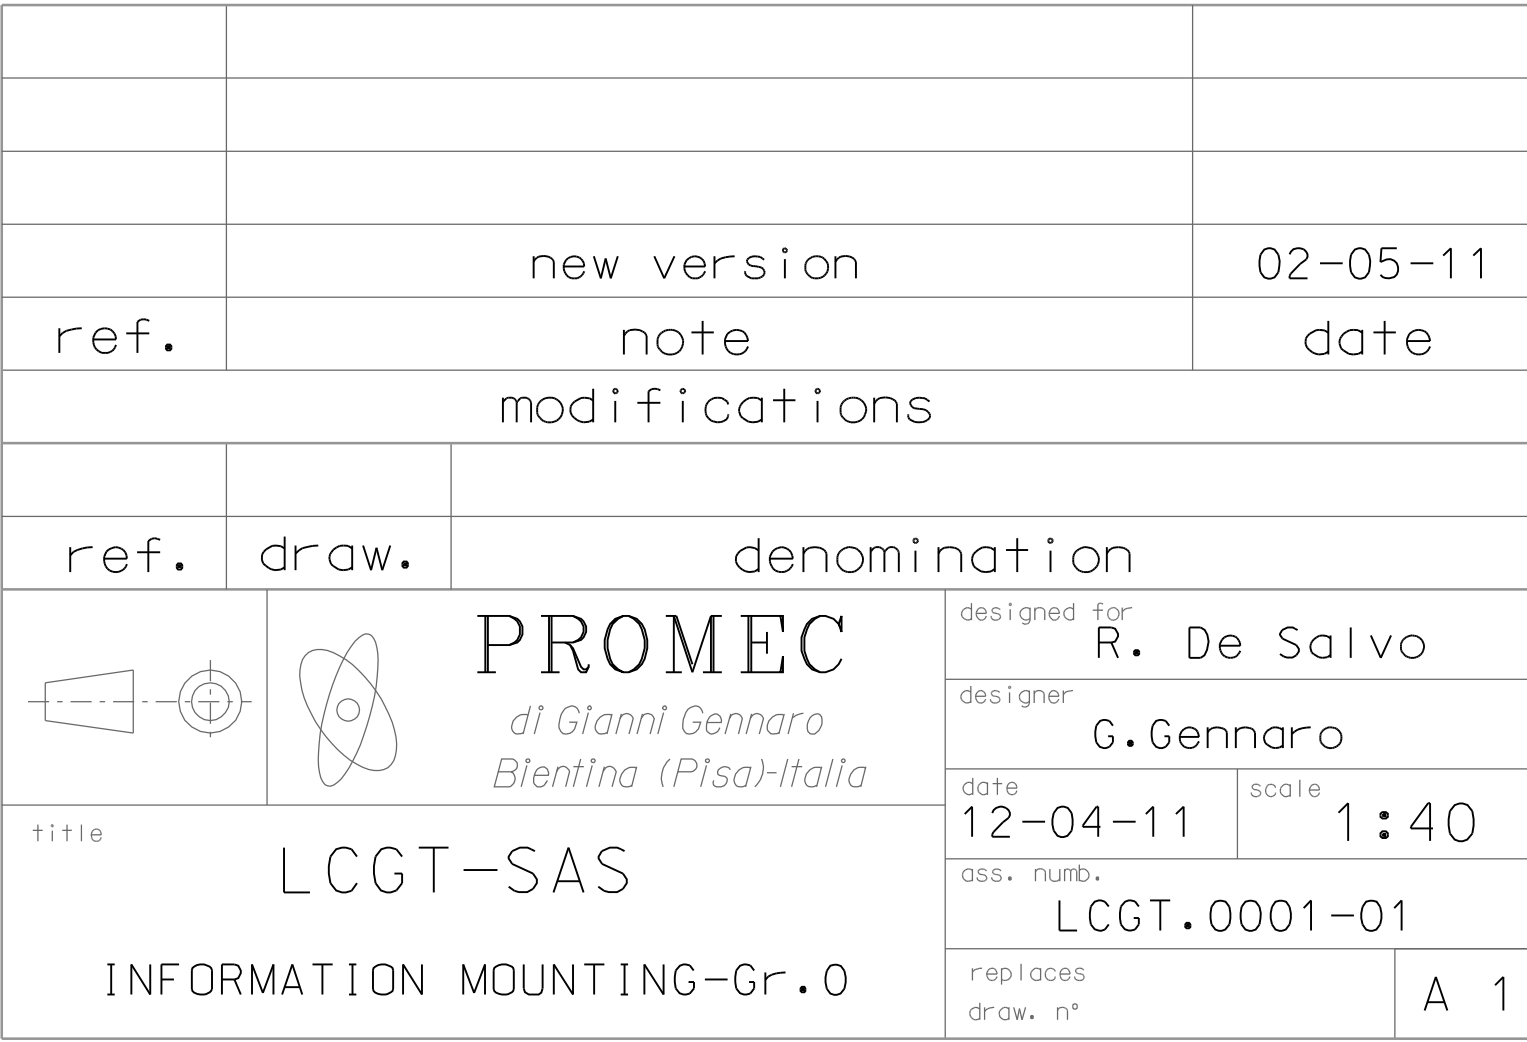 new version 02-05-11
ref. note date
modifications
ref. draw. denomination
PROMEC
di Gianni Gennaro
Bientina (Pisa)-Italia
designed for
R. De Salvo
designer
G.Gennaro
date
12-04-11
scale
1:40
title
LCGT-SAS
INFORMATION MOUNTING-Gr.0
ass. numb.
LCGT.0001-01
replaces
draw. n°
A 1